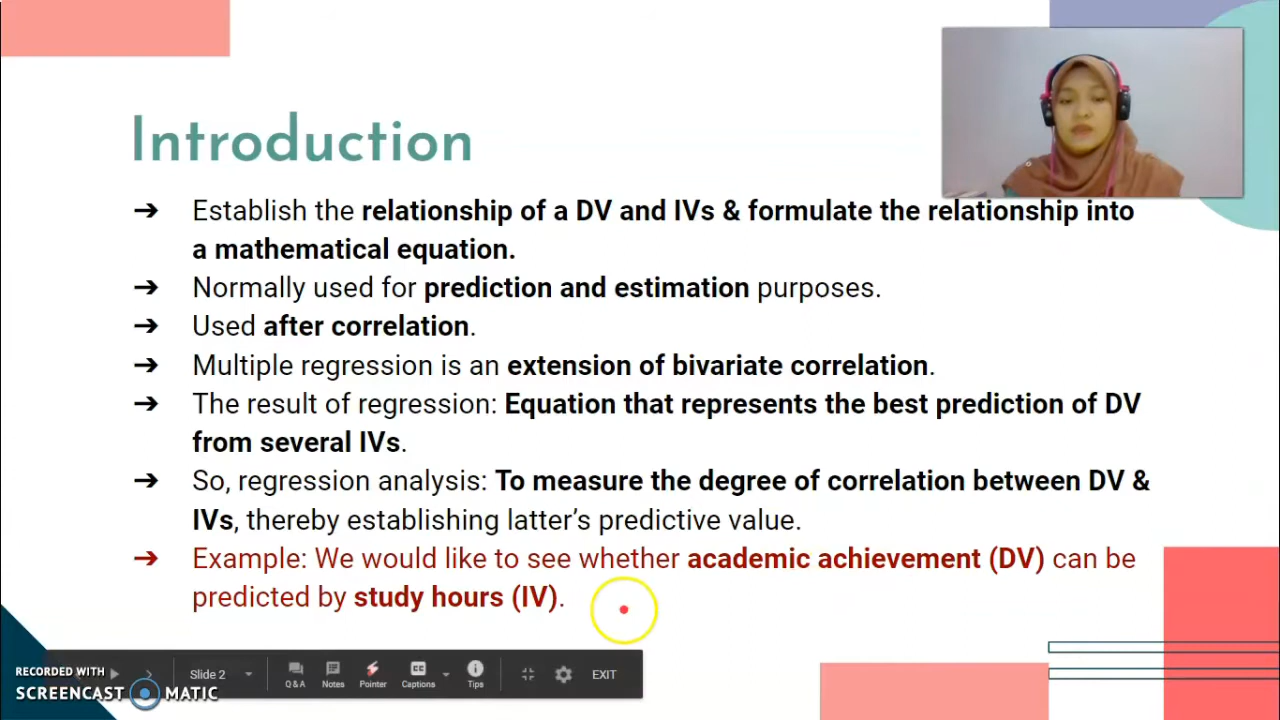 Introduction
➔ Establish the relationship of a DV and IVs & formulate the relationship into
a mathematical equation.
➔ Normally used for prediction and estimation purposes.
➔ Used after correlation.
➔ Multiple regression is an extension of bivariate correlation.
➔ The result of regression: Equation that represents the best prediction of DV
from several IVs.
➔ So, regression analysis: To measure the degree of correlation between DV &
IVs, thereby establishing latter’s predictive value.
➔ Example: We would like to see whether academic achievement (DV) can be
predicted by study hours (IV).
RECORDED WITH
SCREENCAST MATIC
Slide 2
Q & A
Notes
Pointer
CC
Captions
Tips
EXIT